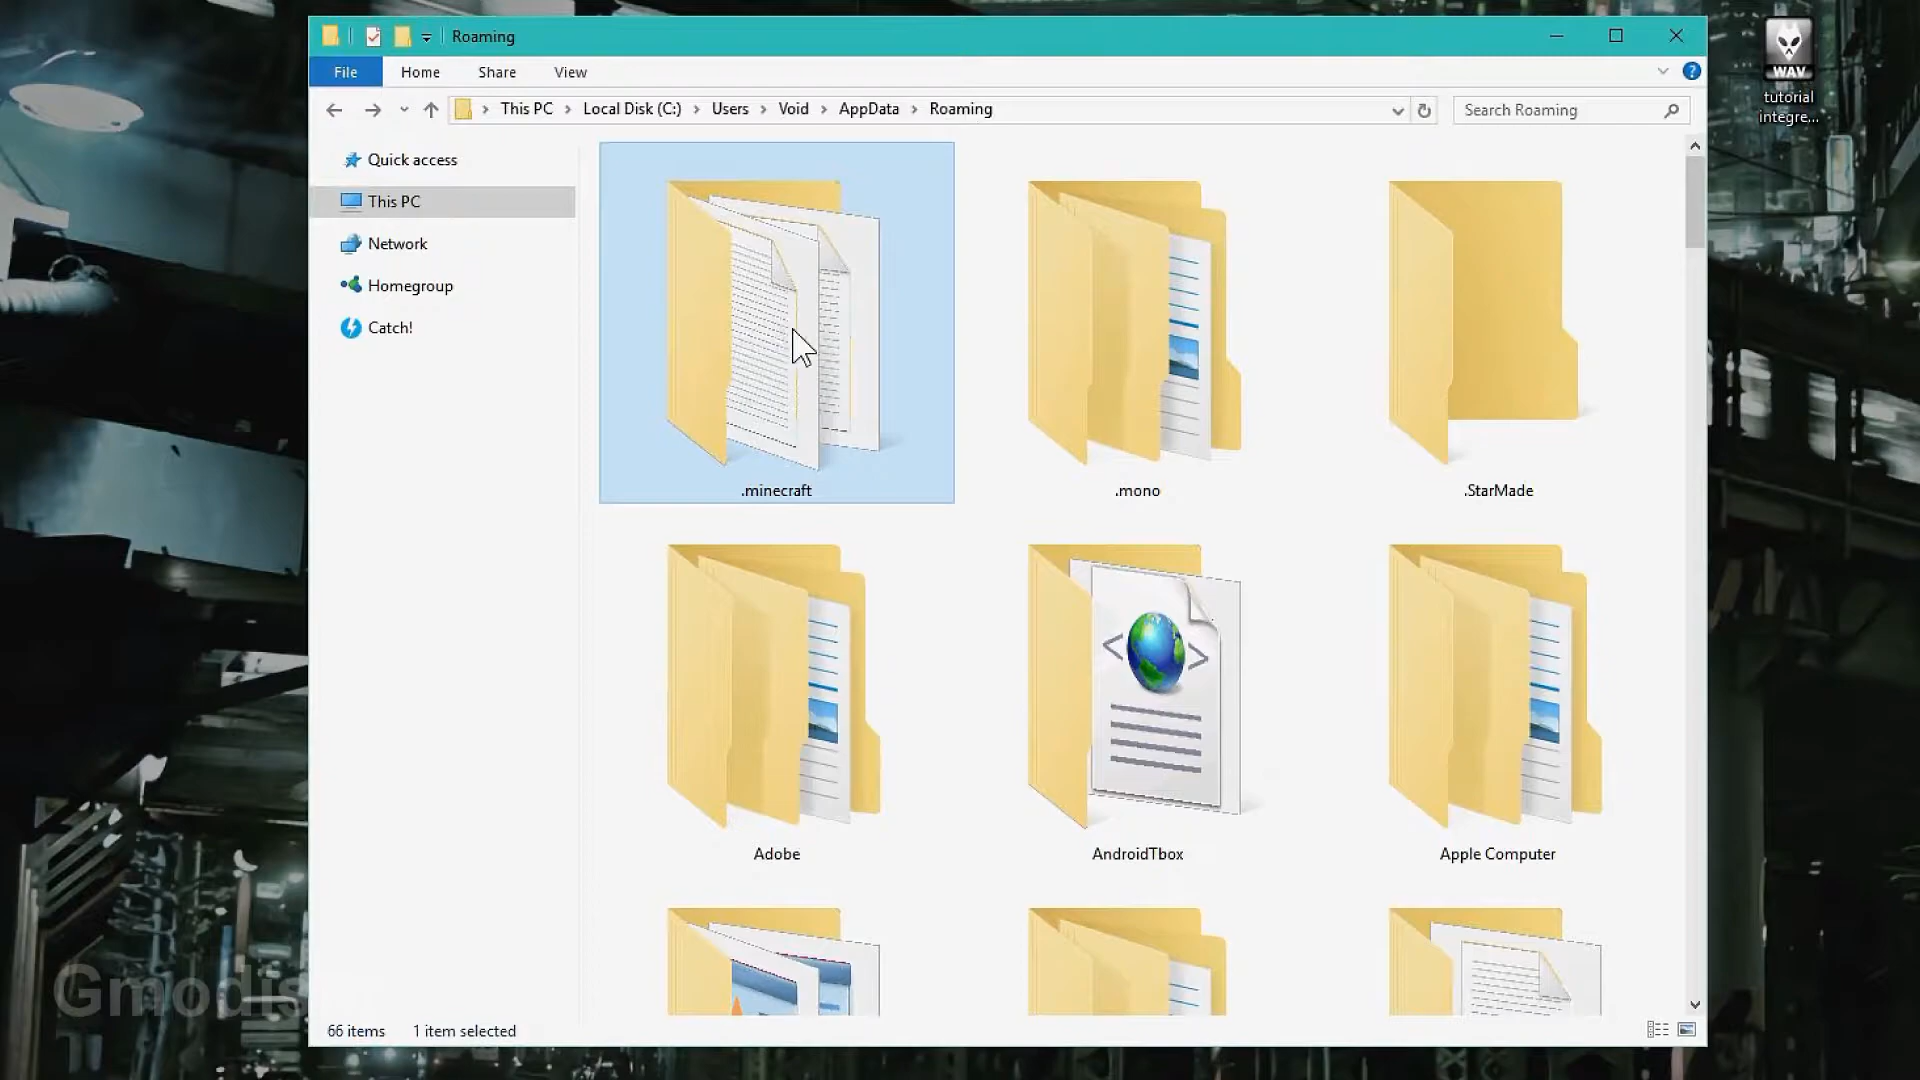 Roaming
File
Home
Share
View
This PC
Local Disk (C:)
Users
Void
AppData
Roaming
Search Roaming
Quick access
This PC
Network
Homegroup
Catch!
.minecraft
.mono
.StarMade
Adobe
AndroidTbox
Apple Computer
66 items
1 item selected
WAV
tutorial
integre...
Gmodis